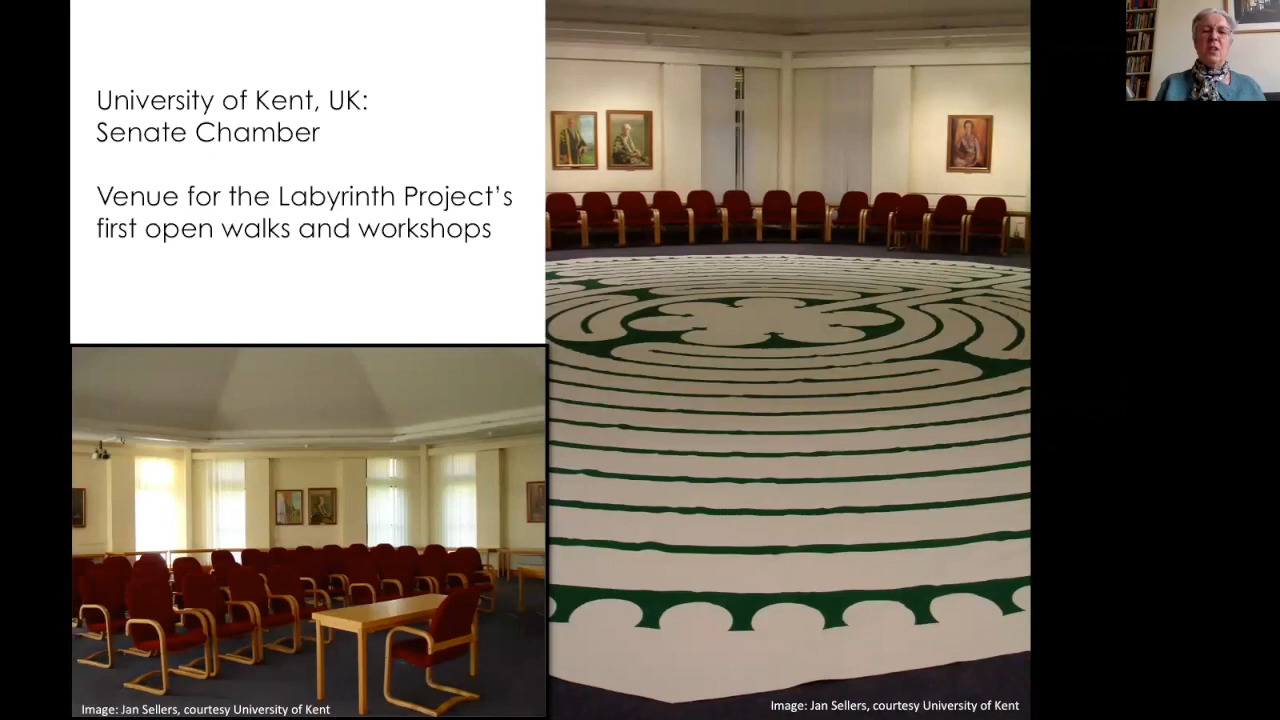 University of Kent, UK:
Senate Chamber
Venue for the Labyrinth Project’s
first open walks and workshops
Image: Jan Sellers, courtesy University of Kent
Image: Jan Sellers, courtesy University of Kent